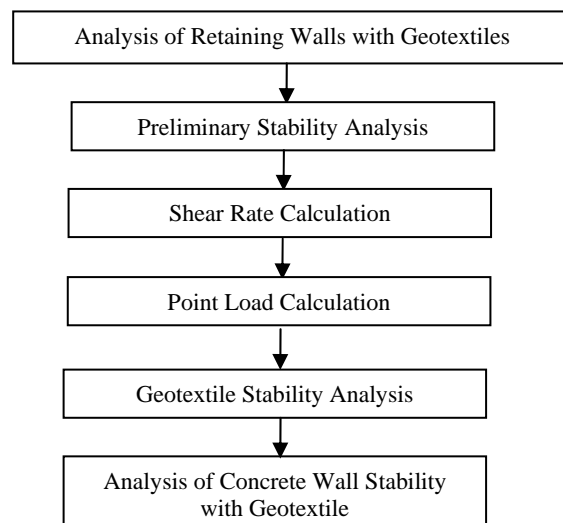 Analysis of Retaining Walls with Geotextiles
Preliminary Stability Analysis
Shear Rate Calculation
Point Load Calculation
Geotextile Stability Analysis
Analysis of Concrete Wall Stability
with Geotextile